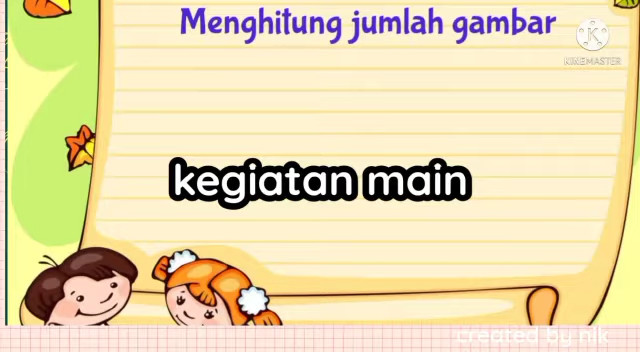 Menghitung jumlah gambar
KINEMASTER
kegiatan main
created by nik